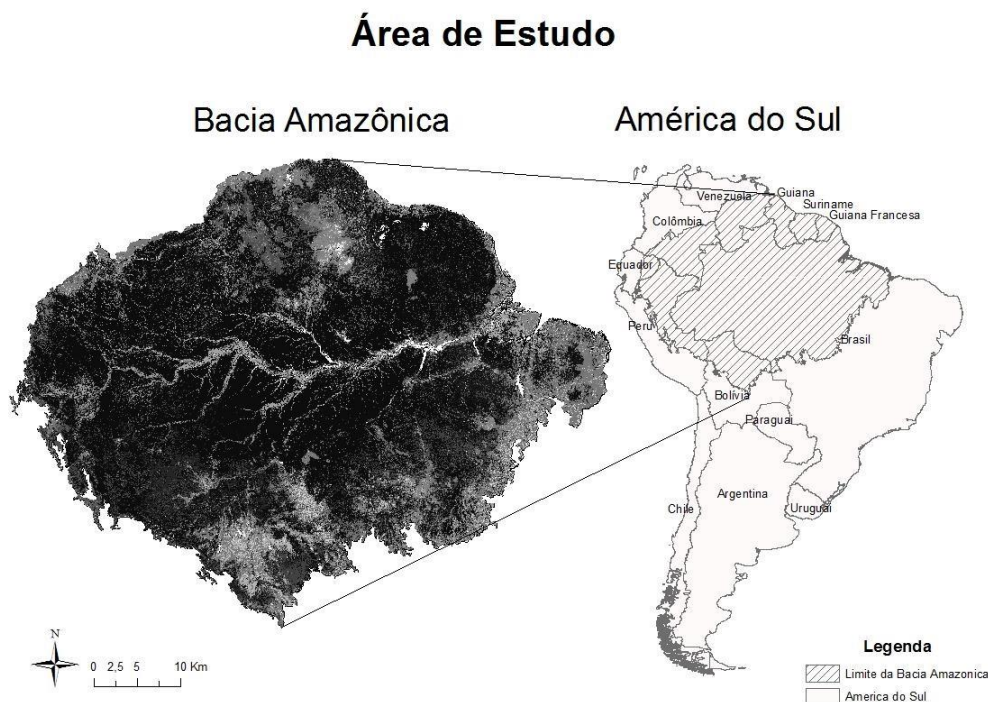 Área de Estudo
Bacia Amazônica
América do Sul
Venezuela
Guiana
Suriname
Guiana Francesa
Colômbia
Equador
Peru
Brasil
Bolívia
Paraguai
Argentina
Chile
Uruguai
N
0 2,5 5 10 Km
Legenda
Limite da Bacia Amazonica
America do Sul